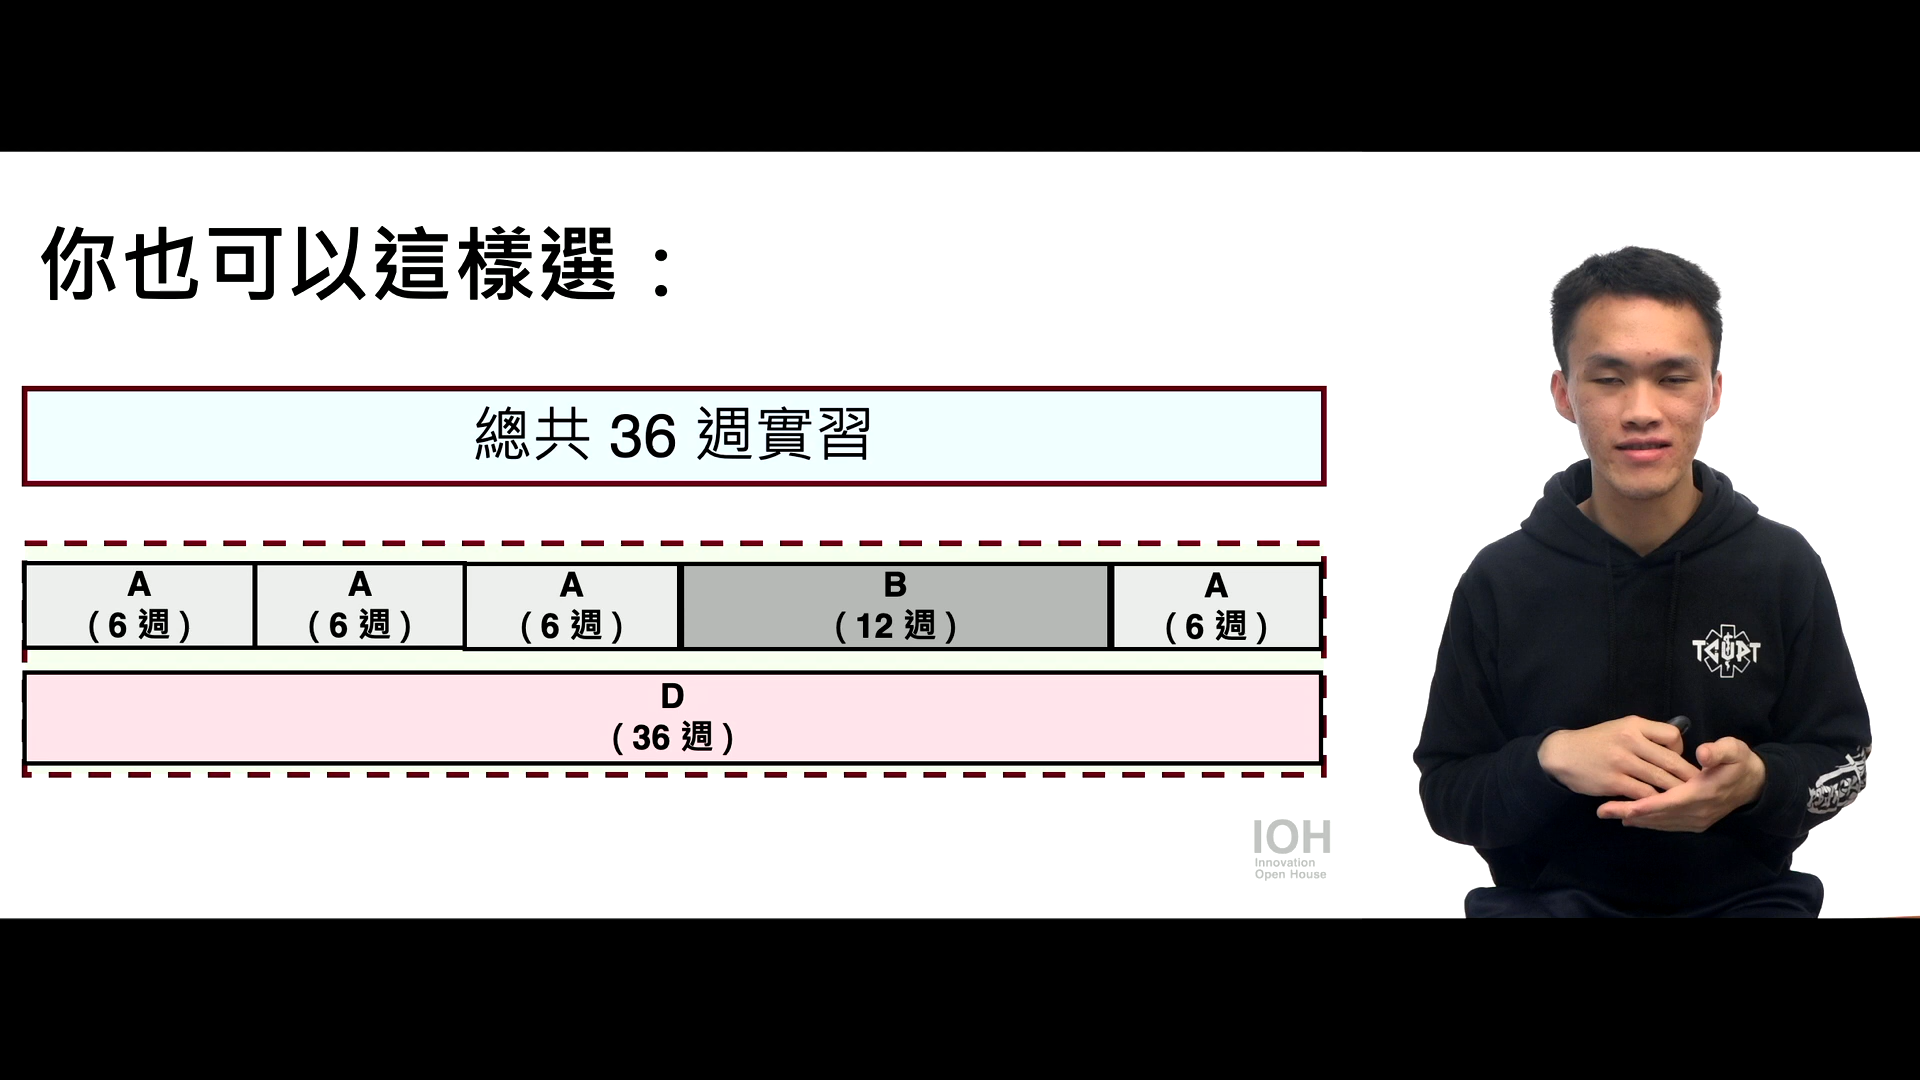 你也可以這樣選：
總共 36 週實習
A
( 6 週 )
A
( 6 週 )
A
( 6 週 )
B
( 12 週 )
A
( 6 週 )
D
( 36 週 )
IOH
Innovation
Open House
TCUPT